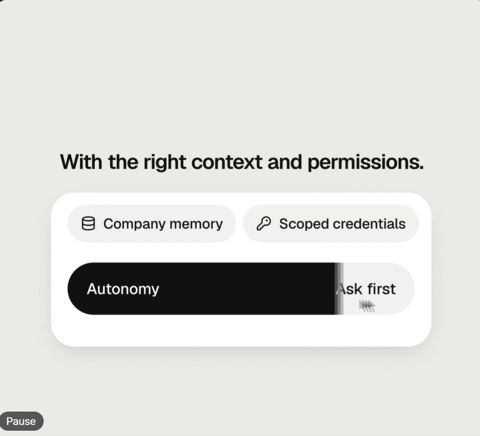 With the right context and permissions.
Company memory
Scoped credentials
Autonomy
Ask first
Pause